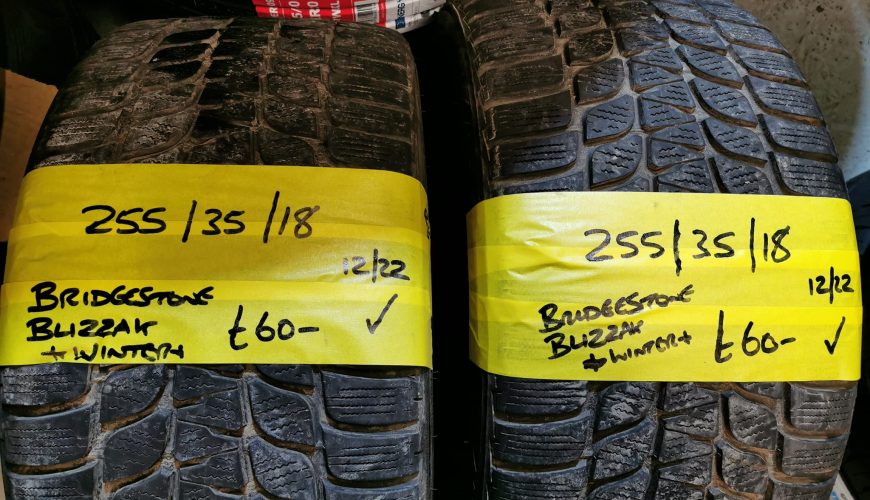 255/35/18
12/22
BRIDGESTONE
BLIZZAK
+WINTER+
£60-
✓
255/35/18
12/22
BRIDGESTONE
BLIZZAK
+WINTER+
£60-
✓